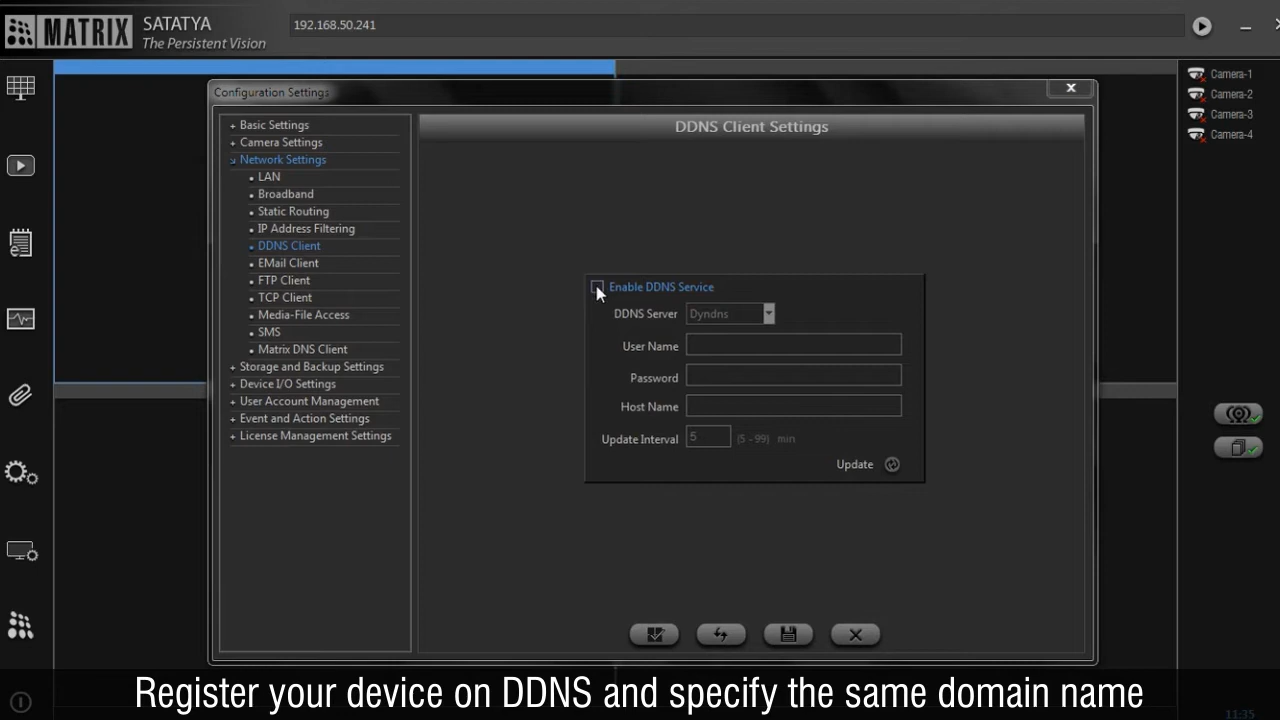 MATRIX
SATATYA
The Persistent Vision
192.168.50.241
Camera-1
Camera-2
Camera-3
Camera-4
Configuration Settings
Basic Settings
Camera Settings
Network Settings
LAN
Broadband
Static Routing
IP Address Filtering
DDNS Client
EMail Client
FTP Client
TCP Client
Media-File Access
SMS
Matrix DNS Client
Storage and Backup Settings
Device I/O Settings
User Account Management
Event and Action Settings
License Management Settings
DDNS Client Settings
Enable DDNS Service
DDNS Server Dyndns
User Name
Password
Host Name
Update Interval 5 (5 - 99) min
Update
Register your device on DDNS and specify the same domain name
11:35